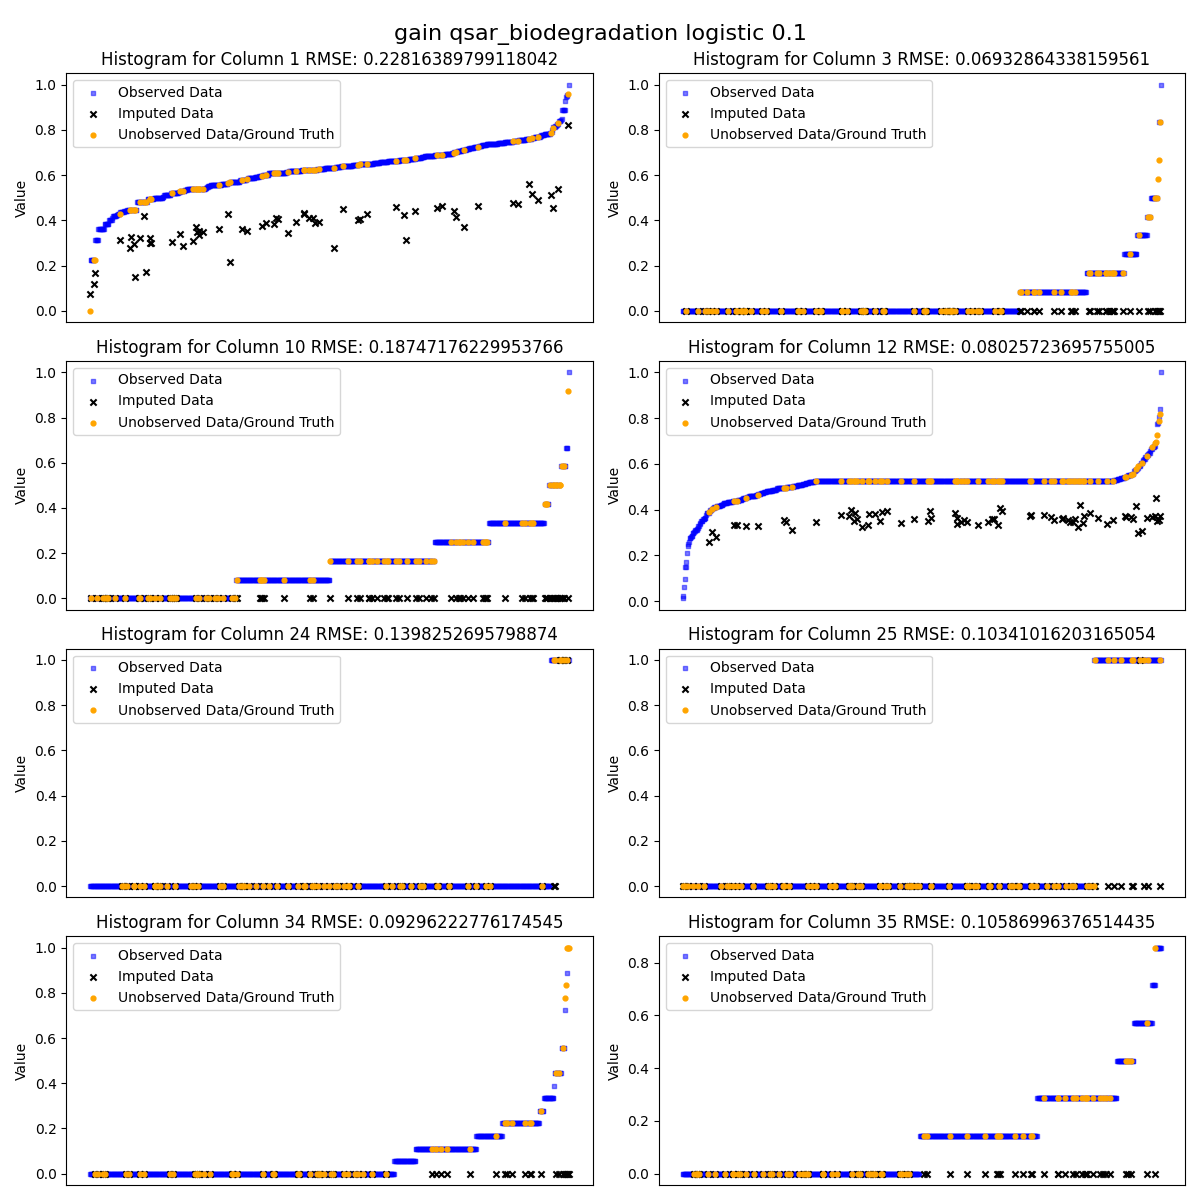 gain qsar_biodegradation logistic 0.1
Histogram for Column 1 RMSE: 0.22816389799118042
Value
1.0
0.8
0.6
0.4
0.2
0.0
Observed Data
Imputed Data
Unobserved Data/Ground Truth
Histogram for Column 3 RMSE: 0.06932864338159561
Value
1.0
0.8
0.6
0.4
0.2
0.0
Observed Data
Imputed Data
Unobserved Data/Ground Truth
Histogram for Column 10 RMSE: 0.18747176229953766
Value
1.0
0.8
0.6
0.4
0.2
0.0
Observed Data
Imputed Data
Unobserved Data/Ground Truth
Histogram for Column 12 RMSE: 0.08025723695755005
Value
1.0
0.8
0.6
0.4
0.2
0.0
Observed Data
Imputed Data
Unobserved Data/Ground Truth
Histogram for Column 24 RMSE: 0.1398252695798874
Value
1.0
0.8
0.6
0.4
0.2
0.0
Observed Data
Imputed Data
Unobserved Data/Ground Truth
Histogram for Column 25 RMSE: 0.10341016203165054
Value
1.0
0.8
0.6
0.4
0.2
0.0
Observed Data
Imputed Data
Unobserved Data/Ground Truth
Histogram for Column 34 RMSE: 0.09296222776174545
Value
1.0
0.8
0.6
0.4
0.2
0.0
Observed Data
Imputed Data
Unobserved Data/Ground Truth
Histogram for Column 35 RMSE: 0.10586996376514435
Value
0.8
0.6
0.4
0.2
0.0
Observed Data
Imputed Data
Unobserved Data/Ground Truth